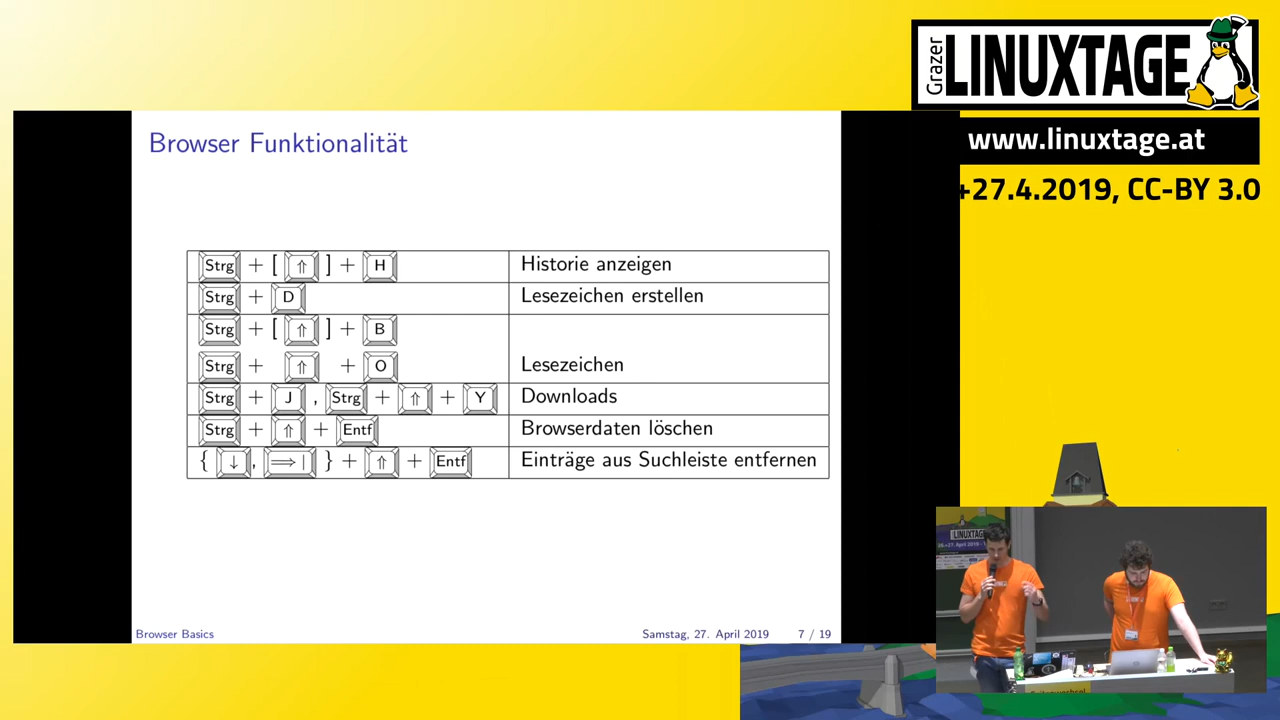 Grazer
LINUXTAGE
www.linuxtage.at
+27.4.2019, CC-BY 3.0
Browser Funktionalität
Strg + [ ⇑ ] + H Historie anzeigen
Strg + D Lesezeichen erstellen
Strg + [ ⇑ ] + B
Strg + ⇑ + O Lesezeichen
Strg + J , Strg + ⇑ + Y Downloads
Strg + ⇑ + Entf Browserdaten löschen
{ ↓, ⟹| } + ⇑ + Entf Einträge aus Suchleiste entfernen
Browser Basics Samstag, 27. April 2019 7 / 19
LINUXTAGE